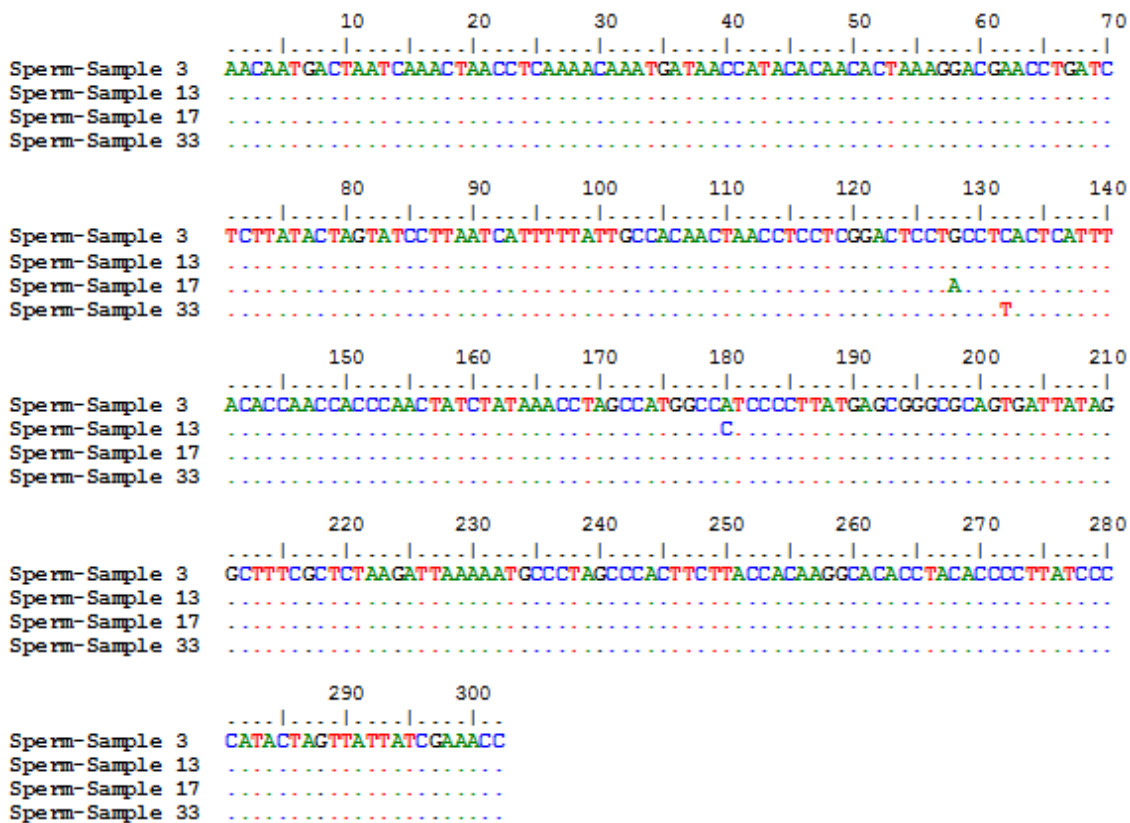 10 20 30 40 50 60 70
....|....|....|....|....|....|....|....|....|....|....|....|....|....|
Sperm-Sample 3 AACAATGACTAATCAAACTAACCTCAAAACAAATGATAACCATACACAACACTAAAGGACGAACCTGATC
Sperm-Sample 13 ......................................................................
Sperm-Sample 17 ......................................................................
Sperm-Sample 33 ......................................................................
80 90 100 110 120 130 140
....|....|....|....|....|....|....|....|....|....|....|....|....|....|
Sperm-Sample 3 TCTTATACTAGTATCCTTAATCATTTTTATTGCCACAACTAACCTCCTCGGACTCCTGCCTCACTCATTT
Sperm-Sample 13 ......................................................................
Sperm-Sample 17 .........................................................A............
Sperm-Sample 33 .............................................................T........
150 160 170 180 190 200 210
....|....|....|....|....|....|....|....|....|....|....|....|....|....|
Sperm-Sample 3 ACACCAACCACCCAACTATCTATAAACCTAGCCATGGCCATCCCCTTATGAGCGGGCGCAGTGATTATAG
Sperm-Sample 13 .......................................C..............................
Sperm-Sample 17 ......................................................................
Sperm-Sample 33 ......................................................................
220 230 240 250 260 270 280
....|....|....|....|....|....|....|....|....|....|....|....|....|....|
Sperm-Sample 3 GCTTTCGCTCTAAGATTAAAAATGCCCTAGCCCACTTCTTACCACAAGGCACACCTACACCCCTTATCCC
Sperm-Sample 13 ......................................................................
Sperm-Sample 17 ......................................................................
Sperm-Sample 33 ......................................................................
290 300
....|....|....|....|..
Sperm-Sample 3 CATACTAGTTATTATCGAAACC
Sperm-Sample 13 ......................
Sperm-Sample 17 ......................
Sperm-Sample 33 ......................